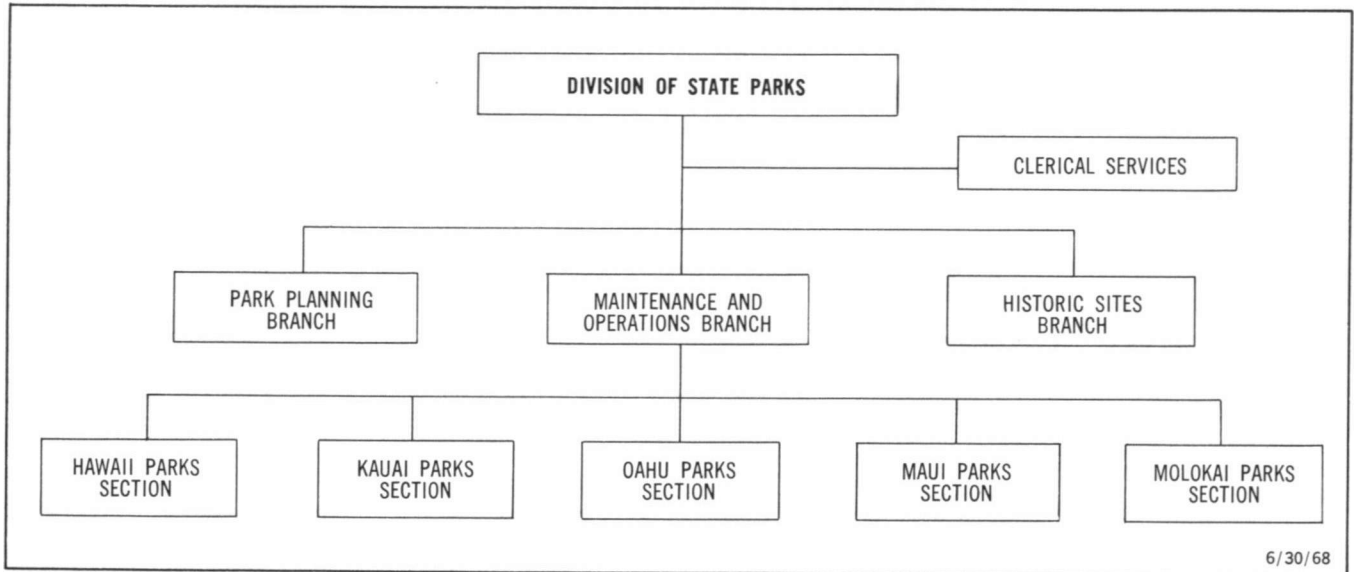 DIVISION OF STATE PARKS
CLERICAL SERVICES
PARK PLANNING
BRANCH
MAINTENANCE AND
OPERATIONS BRANCH
HISTORIC SITES
BRANCH
HAWAII PARKS
SECTION
KAUAI PARKS
SECTION
OAHU PARKS
SECTION
MAUI PARKS
SECTION
MOLOKAI PARKS
SECTION
6/30/68